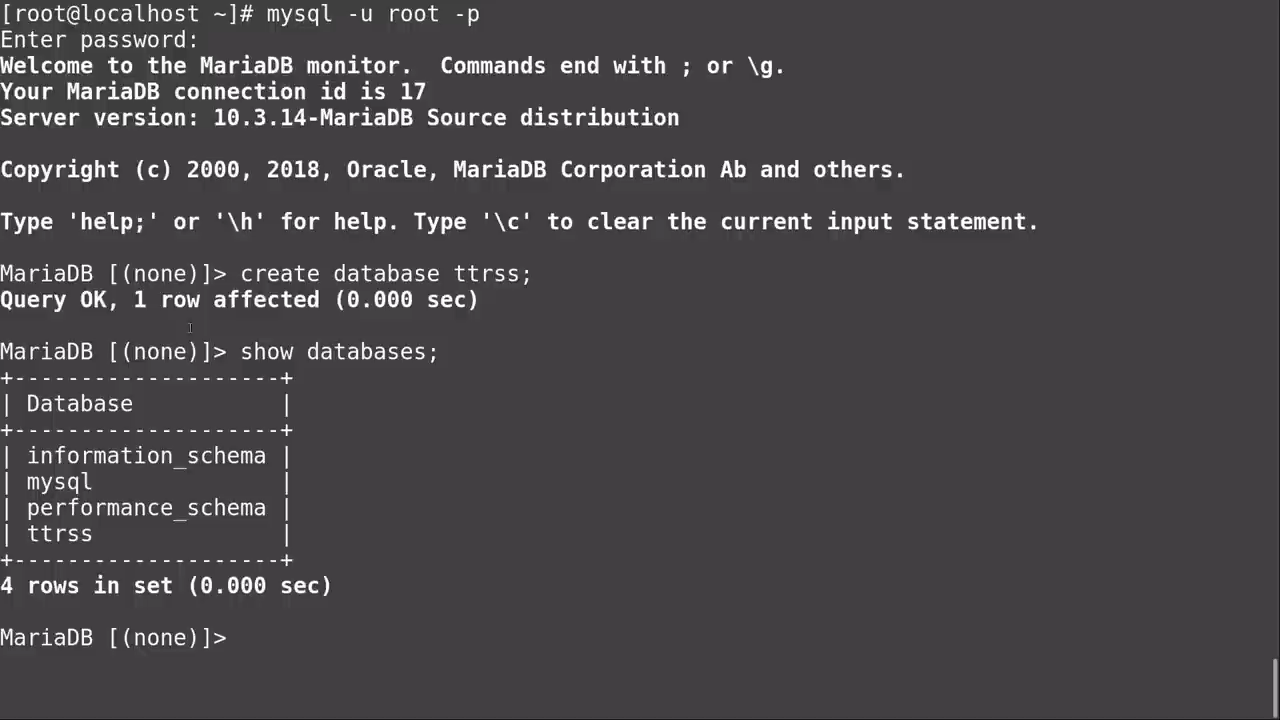 [root@localhost ~]# mysql -u root -p
Enter password:
Welcome to the MariaDB monitor.  Commands end with ; or \g.
Your MariaDB connection id is 17
Server version: 10.3.14-MariaDB Source distribution
Copyright (c) 2000, 2018, Oracle, MariaDB Corporation Ab and others.
Type 'help;' or '\h' for help. Type '\c' to clear the current input statement.
MariaDB [(none)]> create database ttrss;
Query OK, 1 row affected (0.000 sec)
MariaDB [(none)]> show databases;
+--------------------+
| Database           |
+--------------------+
| information_schema |
| mysql              |
| performance_schema |
| ttrss              |
+--------------------+
4 rows in set (0.000 sec)
MariaDB [(none)]>